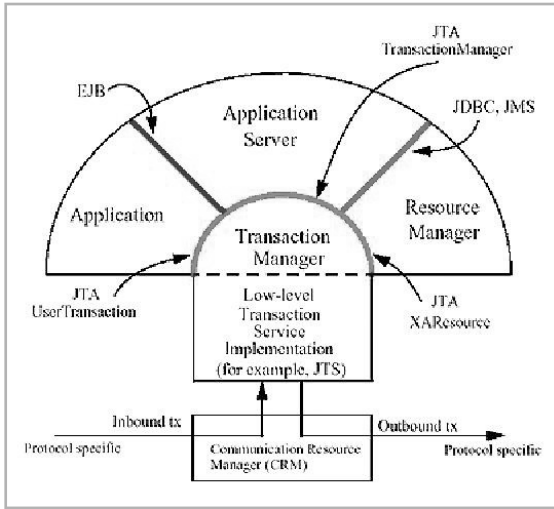 JTA
TransactionManager
EJB
Application
Server
JDBC, JMS
Application
Resource
Manager
Transaction
Manager
JTA
UserTransaction
JTA
XAResource
Low-level
Transaction
Service
Implementation
(for example, JTS)
Inbound tx
Outbound tx
Protocol specific
Communication Resource
Manager (CRM)
Protocol specific